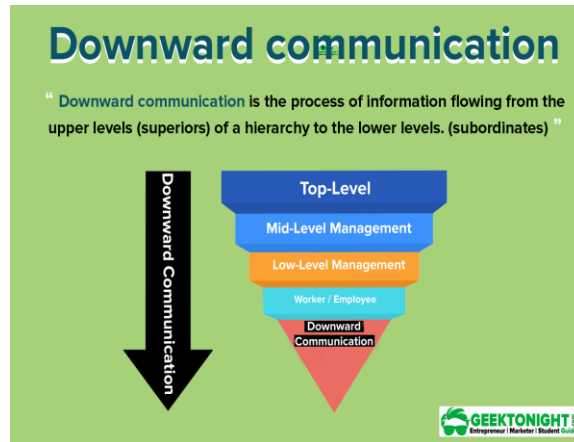 Downward communication
“ Downward communication is the process of information flowing from the
upper levels (superiors) of a hierarchy to the lower levels. (subordinates) ”
Downward Communication
Top-Level
Mid-Level Management
Low-Level Management
Worker / Employee
Downward
Communication
GEEKTONIGHT
Entrepreneur | Marketer | Student Guide